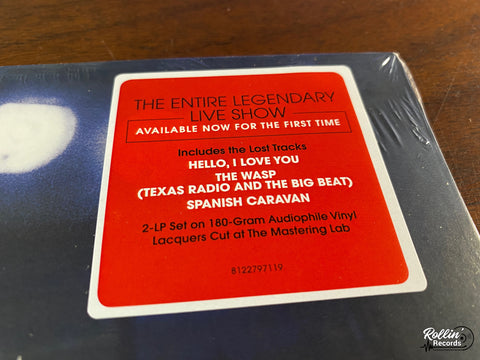 THE ENTIRE LEGENDARY
LIVE SHOW
AVAILABLE NOW FOR THE FIRST TIME
Includes the Lost Tracks
HELLO, I LOVE YOU
THE WASP
(TEXAS RADIO AND THE BIG BEAT)
SPANISH CARAVAN
2-LP Set on 180-Gram Audiophile Vinyl
Lacquers Cut at The Mastering Lab
8122797119
Rollin'
Records